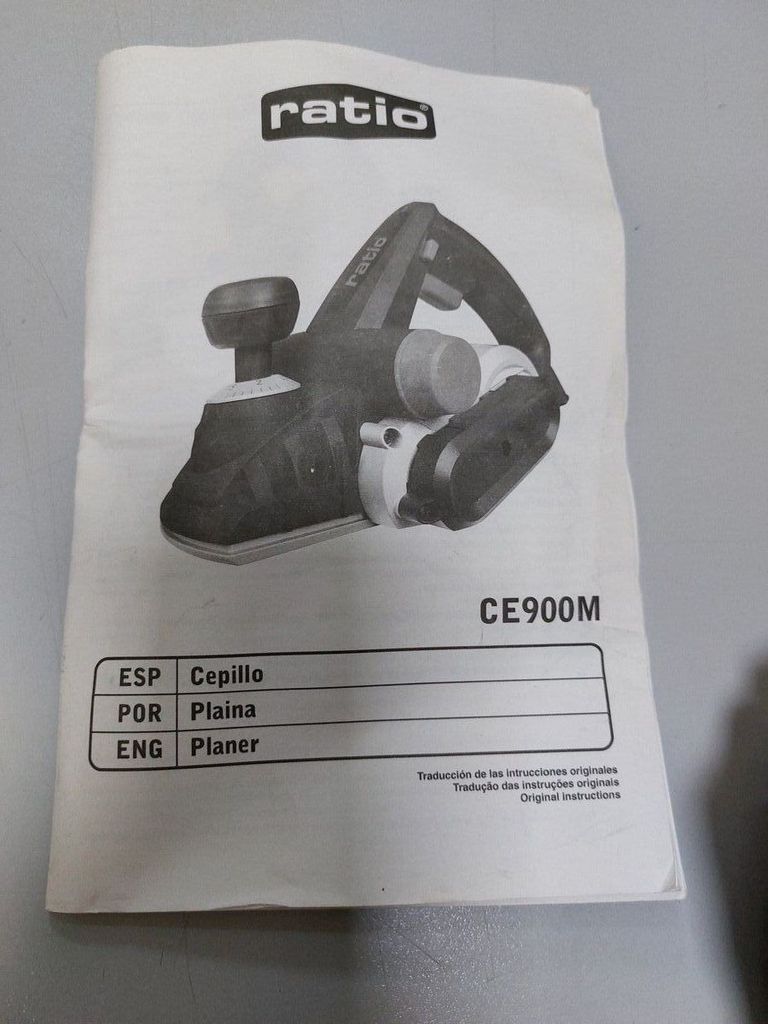 ratio®
ratio
2
CE900M
ESP Cepillo
POR Plaina
ENG Planer
Traducción de las intrucciones originales
Tradução das instruções originais
Original instructions